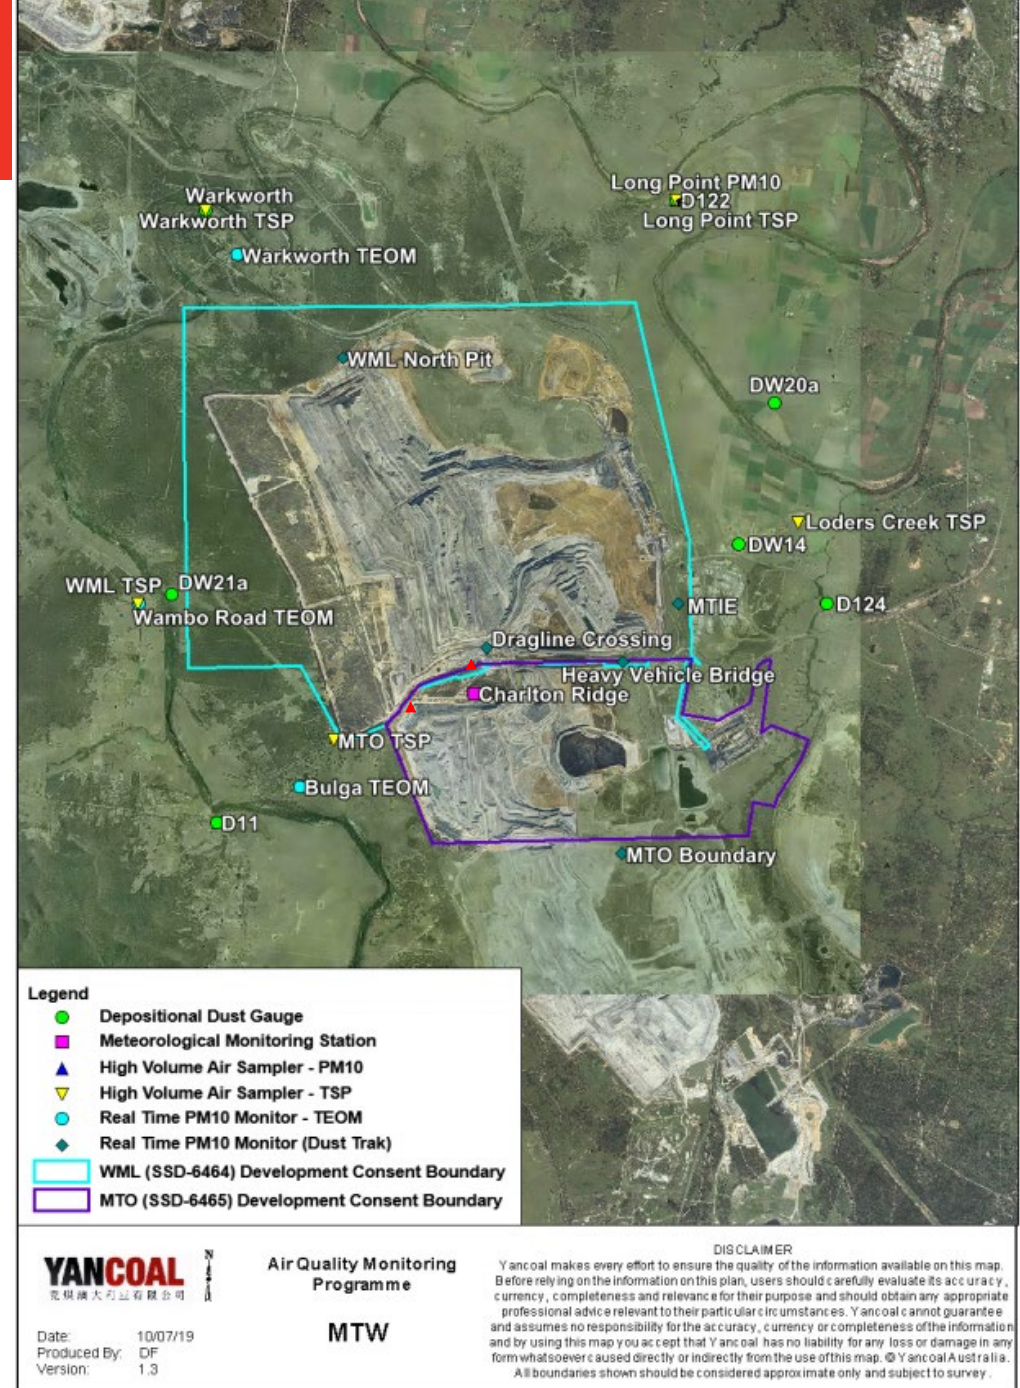 Long Point PM10
D122
Long Point TSP
Warkworth
Warkworth TSP
Warkworth TEOM
WML North Pit
DW20a
Loders Creek TSP
DW14
WML TSP
DW21a
Wambo Road TEOM
MTIE
D124
Dragline Crossing
Heavy Vehicle Bridge
Charlton Ridge
MTO TSP
Bulga TEOM
D11
MTO Boundary
Legend
Depositional Dust Gauge
Meteorological Monitoring Station
High Volume Air Sampler - PM10
High Volume Air Sampler - TSP
Real Time PM10 Monitor - TEOM
Real Time PM10 Monitor (Dust Trak)
WML (SSD-6464) Development Consent Boundary
MTO (SSD-6465) Development Consent Boundary
YANCOAL
兖煤澳大利亚有限公司
N
Date: 10/07/19
Produced By: DF
Version: 1.3
Air Quality Monitoring
Programme
MTW
DISCLAIMER
Yancoal makes every effort to ensure the quality of the information available on this map.
Before relying on the information on this plan, users should carefully evaluate its accuracy,
currency, completeness and relevance for their purpose and should obtain any appropriate
professional advice relevant to their particular circumstances. Yancoal cannot guarantee
and assumes no responsibility for the accuracy, currency or completeness of the information
and by using this map you accept that Yancoal has no liability for any loss or damage in any
form whatsoever caused directly or indirectly from the use of this map. © Yancoal Australia.
All boundaries shown should be considered approximate only and subject to survey.